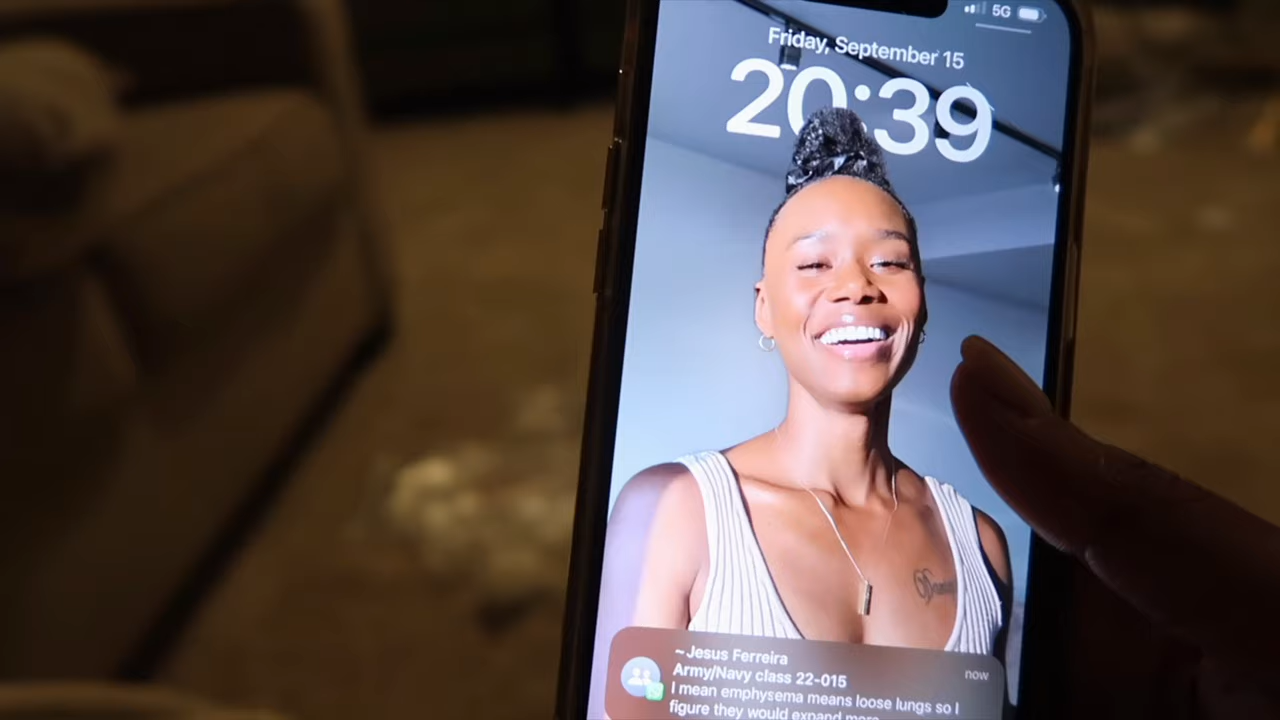 5G
Friday, September 15
20:39
~Jesus Ferreira
Army/Navy class 22-015
now
I mean emphysema means loose lungs so I
figure they would expand more